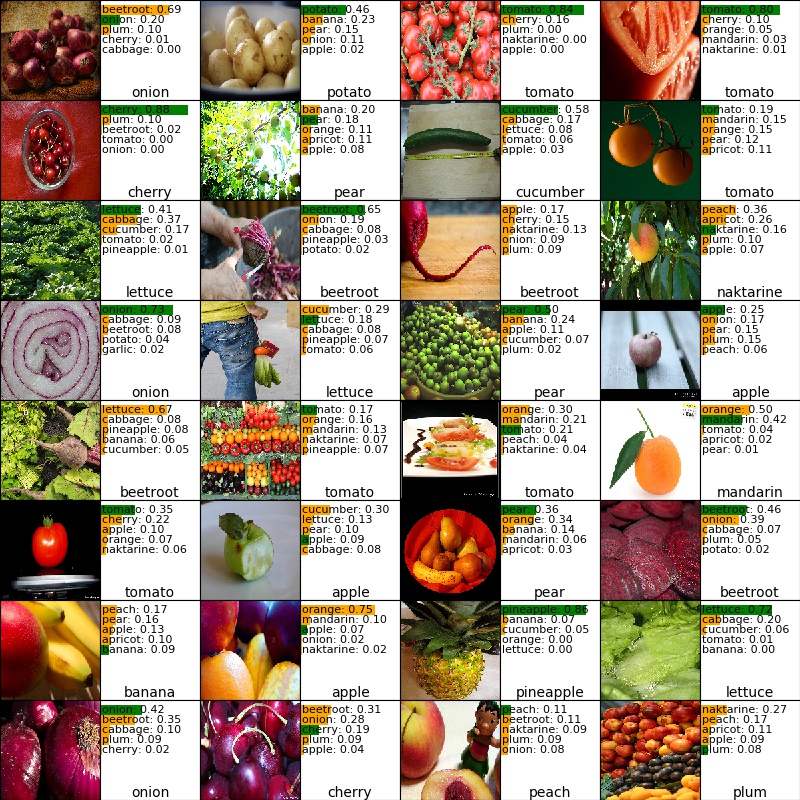 beetroot: 0.69
onion: 0.20
plum: 0.10
cherry: 0.01
cabbage: 0.00
onion
potato: 0.46
banana: 0.23
pear: 0.15
onion: 0.11
apple: 0.02
potato
tomato: 0.84
cherry: 0.16
plum: 0.00
naktarine: 0.00
apple: 0.00
tomato
tomato: 0.80
cherry: 0.10
orange: 0.05
mandarin: 0.03
naktarine: 0.01
tomato
cherry: 0.88
plum: 0.10
beetroot: 0.02
tomato: 0.00
onion: 0.00
cherry
banana: 0.20
pear: 0.18
orange: 0.11
apricot: 0.11
apple: 0.08
pear
cucumber: 0.58
cabbage: 0.17
lettuce: 0.08
tomato: 0.06
apple: 0.03
cucumber
tomato: 0.19
mandarin: 0.15
orange: 0.15
pear: 0.12
apricot: 0.11
tomato
lettuce: 0.41
cabbage: 0.37
cucumber: 0.17
tomato: 0.02
pineapple: 0.01
lettuce
beetroot: 0.65
onion: 0.19
cabbage: 0.08
pineapple: 0.03
potato: 0.02
beetroot
apple: 0.17
cherry: 0.15
naktarine: 0.13
onion: 0.09
plum: 0.09
beetroot
peach: 0.36
apricot: 0.26
naktarine: 0.16
plum: 0.10
apple: 0.07
naktarine
onion: 0.73
cabbage: 0.09
beetroot: 0.08
potato: 0.04
garlic: 0.02
onion
cucumber: 0.29
lettuce: 0.18
cabbage: 0.08
pineapple: 0.07
tomato: 0.06
lettuce
pear: 0.50
banana: 0.24
apple: 0.11
cucumber: 0.07
plum: 0.02
pear
apple: 0.25
onion: 0.17
pear: 0.15
plum: 0.15
peach: 0.06
apple
lettuce: 0.67
cabbage: 0.08
pineapple: 0.08
banana: 0.06
cucumber: 0.05
beetroot
tomato: 0.17
orange: 0.16
mandarin: 0.13
naktarine: 0.07
pineapple: 0.07
tomato
orange: 0.30
mandarin: 0.21
tomato: 0.21
peach: 0.04
naktarine: 0.04
tomato
orange: 0.50
mandarin: 0.42
tomato: 0.04
apricot: 0.02
pear: 0.01
mandarin
tomato: 0.35
cherry: 0.22
apple: 0.10
orange: 0.07
naktarine: 0.06
tomato
cucumber: 0.30
lettuce: 0.13
pear: 0.10
apple: 0.09
cabbage: 0.08
apple
pear: 0.36
orange: 0.34
banana: 0.14
mandarin: 0.06
apricot: 0.03
pear
beetroot: 0.46
onion: 0.39
cabbage: 0.07
plum: 0.05
potato: 0.02
beetroot
peach: 0.17
pear: 0.16
apple: 0.13
apricot: 0.10
banana: 0.09
banana
orange: 0.75
mandarin: 0.10
apple: 0.07
onion: 0.02
naktarine: 0.02
apple
pineapple: 0.86
banana: 0.07
cucumber: 0.05
orange: 0.00
lettuce: 0.00
pineapple
lettuce: 0.72
cabbage: 0.20
cucumber: 0.06
tomato: 0.01
banana: 0.00
lettuce
onion: 0.42
beetroot: 0.35
cabbage: 0.10
plum: 0.09
cherry: 0.02
onion
beetroot: 0.31
onion: 0.28
cherry: 0.19
plum: 0.09
apple: 0.04
cherry
peach: 0.11
beetroot: 0.11
naktarine: 0.09
plum: 0.09
onion: 0.08
peach
naktarine: 0.27
peach: 0.17
apricot: 0.11
apple: 0.09
plum: 0.08
plum